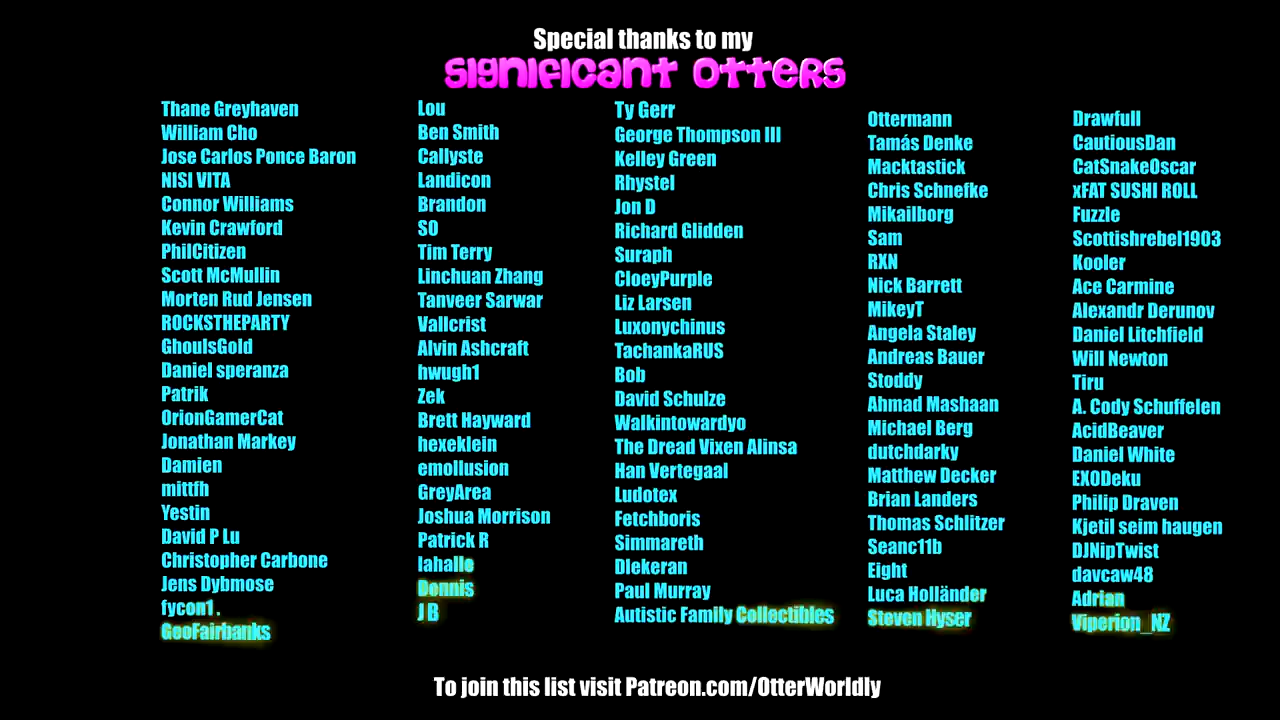 Special thanks to my
Significant Otters
Thane Greyhaven
William Cho
Jose Carlos Ponce Baron
NISI VITA
Connor Williams
Kevin Crawford
PhilCitizen
Scott McMullin
Morten Rud Jensen
ROCKSTHEPARTY
GhoulsGold
Daniel speranza
Patrik
OrionGamerCat
Jonathan Markey
Damien
mittfh
Yestin
David P Lu
Christopher Carbone
Jens Dybmose
fycon1 .
GeoFairbanks
Lou
Ben Smith
Callyste
Landicon
Brandon
SO
Tim Terry
Linchuan Zhang
Tanveer Sarwar
Vallcrist
Alvin Ashcraft
hwugh1
Zek
Brett Hayward
hexeklein
emollusion
GreyArea
Joshua Morrison
Patrick R
lahalle
Donnis
J B
Ty Gerr
George Thompson III
Kelley Green
Rhystel
Jon D
Richard Glidden
Suraph
CloeyPurple
Liz Larsen
Luxonychinus
TachankaRUS
Bob
David Schulze
Walkintowardyo
The Dread Vixen Alinsa
Han Vertegaal
Ludotex
Fetchboris
Simmareth
Dlekeran
Paul Murray
Autistic Family Collectibles
Ottermann
Tamás Denke
Macktastick
Chris Schnefke
Mikailborg
Sam
RXN
Nick Barrett
MikeyT
Angela Staley
Andreas Bauer
Stoddy
Ahmad Mashaan
Michael Berg
dutchdarky
Matthew Decker
Brian Landers
Thomas Schlitzer
Seanc11b
Eight
Luca Holländer
Steven Hyser
Drawfull
CautiousDan
CatSnakeOscar
xFAT SUSHI ROLL
Fuzzle
Scottishrebel1903
Kooler
Ace Carmine
Alexandr Derunov
Daniel Litchfield
Will Newton
Tiru
A. Cody Schuffelen
AcidBeaver
Daniel White
EXODeku
Philip Draven
Kjetil seim haugen
DJNipTwist
davcaw48
Adrian
Viperion_NZ
To join this list visit Patreon.com/OtterWorldly